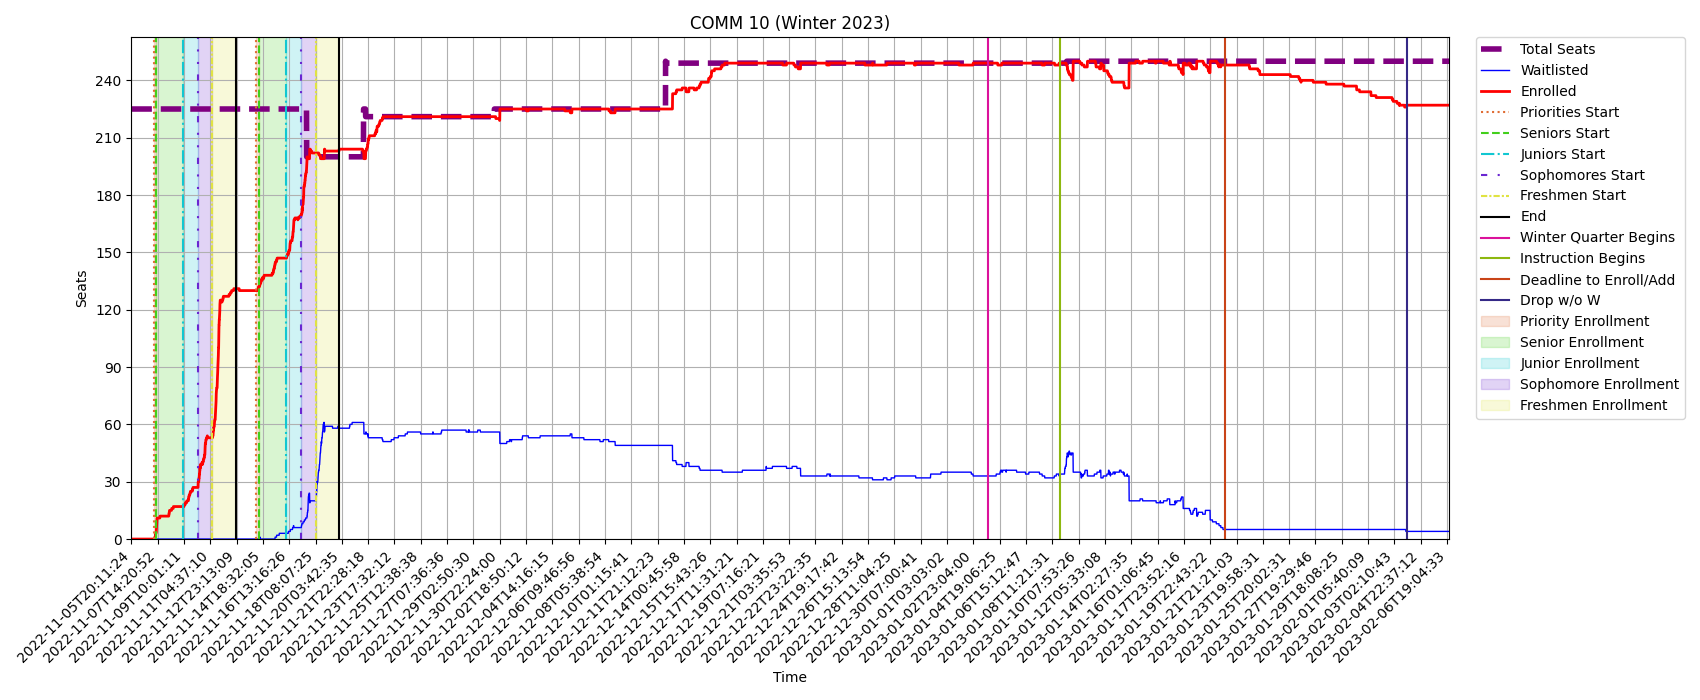 COMM 10 (Winter 2023)
Seats
240
210
180
150
120
90
60
30
0
2022-11-05T20:11:24
2022-11-07T14:20:52
2022-11-09T10:01:11
2022-11-11T04:37:10
2022-11-12T23:13:09
2022-11-14T18:32:05
2022-11-16T13:16:26
2022-11-18T08:07:25
2022-11-20T03:42:35
2022-11-21T22:28:18
2022-11-23T17:32:12
2022-11-25T12:38:38
2022-11-27T07:36:36
2022-11-29T02:50:30
2022-11-30T22:24:00
2022-12-02T18:50:12
2022-12-04T14:16:15
2022-12-06T09:46:56
2022-12-08T05:38:54
2022-12-10T01:15:41
2022-12-11T21:12:23
2022-12-14T00:45:58
2022-12-15T15:43:26
2022-12-17T11:31:21
2022-12-19T07:16:21
2022-12-21T03:35:53
2022-12-22T23:22:35
2022-12-24T19:17:42
2022-12-26T15:13:54
2022-12-28T11:04:25
2022-12-30T07:00:41
2023-01-01T03:03:02
2023-01-02T23:04:00
2023-01-04T19:06:25
2023-01-06T15:12:47
2023-01-08T11:21:31
2023-01-10T07:53:26
2023-01-12T05:33:08
2023-01-14T02:27:35
2023-01-16T01:06:45
2023-01-17T23:52:16
2023-01-19T22:43:22
2023-01-21T21:21:03
2023-01-23T19:58:31
2023-01-25T20:02:31
2023-01-27T19:29:46
2023-01-29T18:08:25
2023-02-01T05:40:09
2023-02-03T02:10:43
2023-02-04T22:37:12
2023-02-06T19:04:33
Time
Total Seats
Waitlisted
Enrolled
Priorities Start
Seniors Start
Juniors Start
Sophomores Start
Freshmen Start
End
Winter Quarter Begins
Instruction Begins
Deadline to Enroll/Add
Drop w/o W
Priority Enrollment
Senior Enrollment
Junior Enrollment
Sophomore Enrollment
Freshmen Enrollment